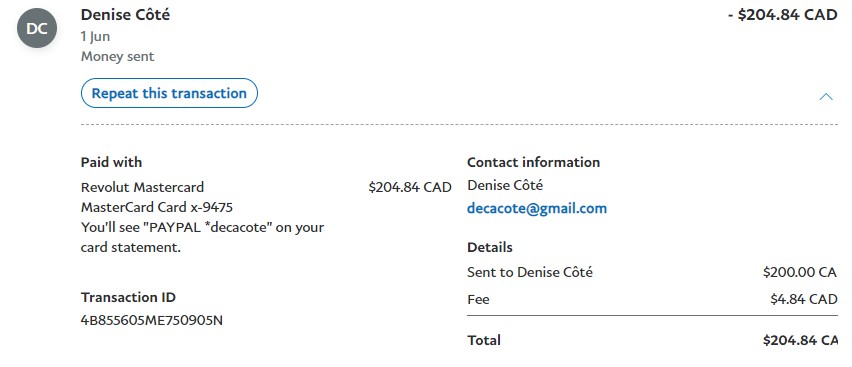 DC
Denise Côté
- $204.84 CAD
1 Jun
Money sent
Repeat this transaction
Paid with
Revolut Mastercard
$204.84 CAD
MasterCard Card x-9475
You'll see "PAYPAL *decacote" on your
card statement.
Transaction ID
4B855605ME750905N
Contact information
Denise Côté
decacote@gmail.com
Details
Sent to Denise Côté
$200.00 CA
Fee
$4.84 CAD
Total
$204.84 CA